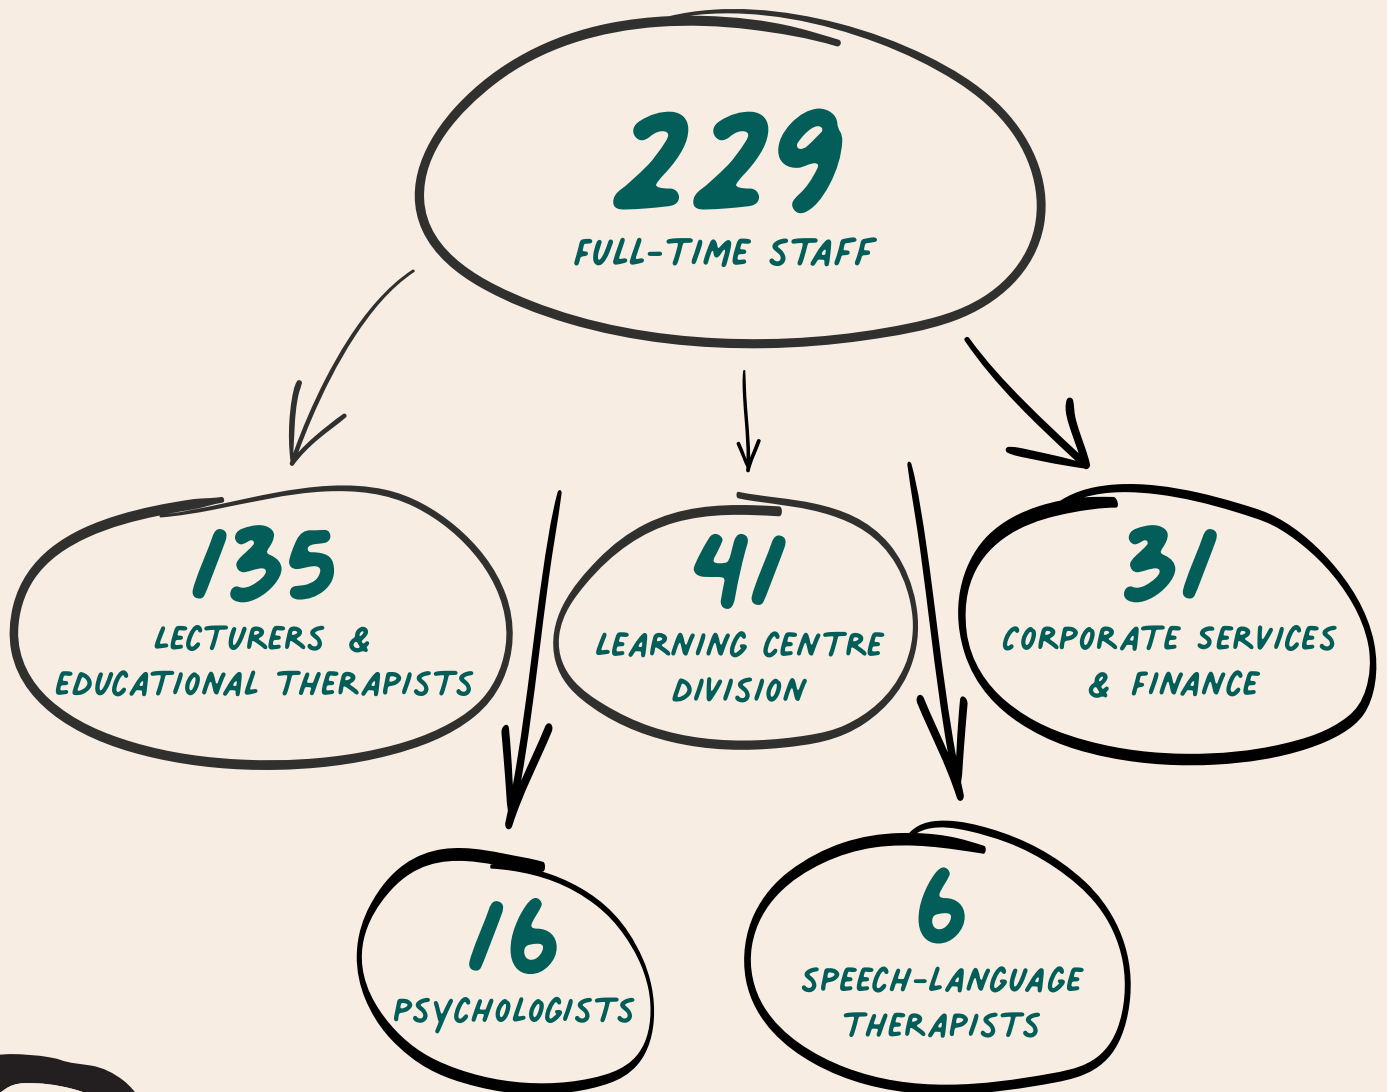 229
FULL-TIME STAFF
135
LECTURERS &
EDUCATIONAL THERAPISTS
41
LEARNING CENTRE
DIVISION
31
CORPORATE SERVICES
& FINANCE
16
PSYCHOLOGISTS
6
SPEECH-LANGUAGE
THERAPISTS